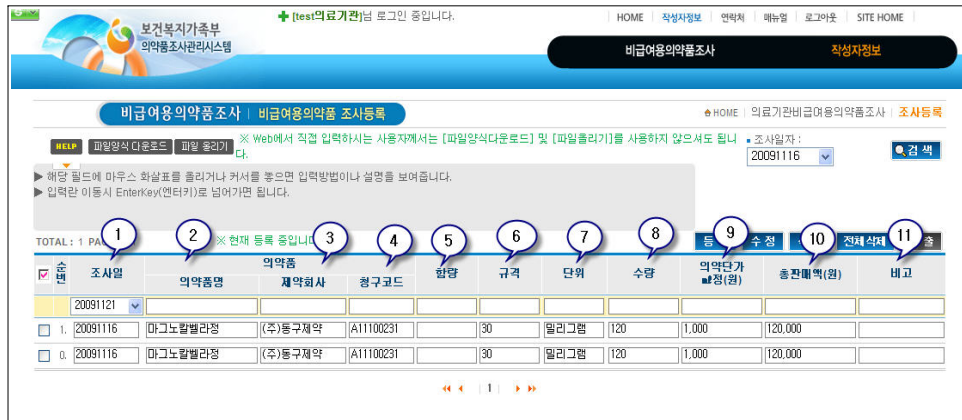 [test의료기관]님 로그인 중입니다.
HOME 작성자정보 연락처 매뉴얼 로그아웃 SITE HOME
보건복지가족부
의약품조사관리시스템
비급여용의약품조사 작성자정보
비급여용의약품조사 | 비급여용의약품 조사등록
HOME | 의료기관비급여용의약품조사 | 조사등록
HELP 파일양식 다운로드 파일 올리기
※ Web에서 직접 입력하시는 사용자께서는 [파일양식다운로드] 및 [파일올리기]를 사용하지 않으셔도 됩니다.
조사일자 :
20091116
검 색
▶ 해당 필드에 마우스 화살표를 올리거나 커서를 놓으면 입력방법이나 설명을 보여줍니다.
▶ 입력란 이동시 EnterKey(엔터키)로 넘어가면 됩니다.
1 2 3 4 5 6 7 8 9 10 11
TOTAL : 1 ※ 현재 등록 중입니 수 정 전체삭제
순번 조사일 의약품 함량 규격 단위 수량 의약단가 총판매액(원) 비고
의약품명 제약회사 청구코드
20091121
1. 20091116 마그노칼벨라정 (주)동구제약 A11100231 30 밀리그램 120 1,000 120,000
0. 20091116 마그노칼벨라정 (주)동구제약 A11100231 30 밀리그램 120 1,000 120,000
1